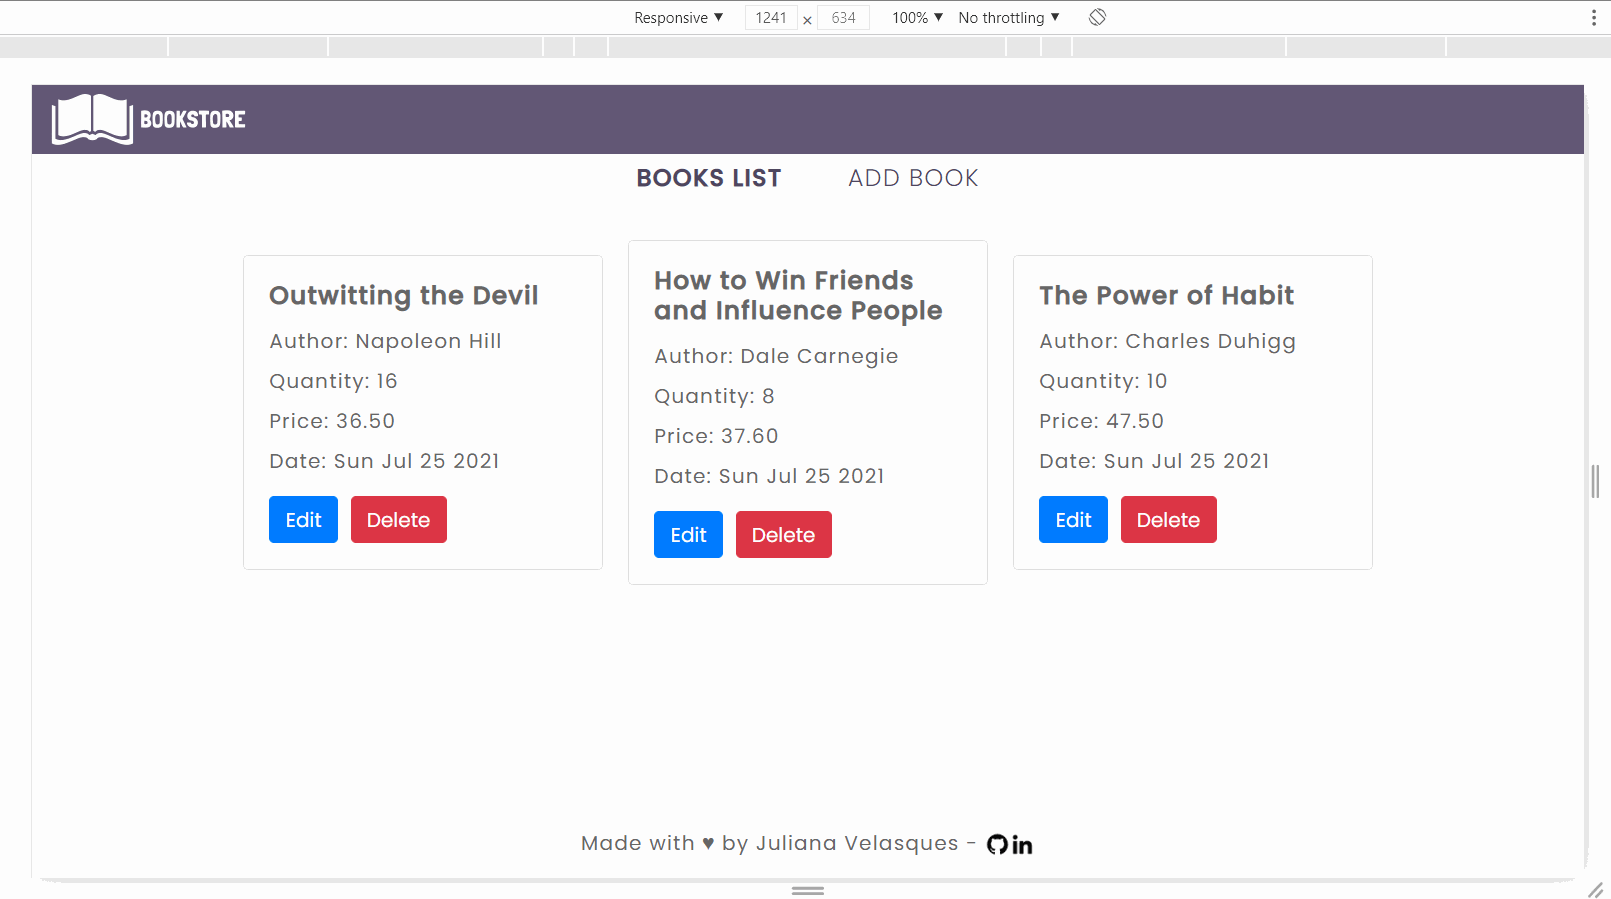 Responsive ▼ 1241 × 634 100% ▼ No throttling ▼
BOOKSTORE
BOOKS LIST ADD BOOK
Outwitting the Devil
Author: Napoleon Hill
Quantity: 16
Price: 36.50
Date: Sun Jul 25 2021
Edit Delete
How to Win Friends
and Influence People
Author: Dale Carnegie
Quantity: 8
Price: 37.60
Date: Sun Jul 25 2021
Edit Delete
The Power of Habit
Author: Charles Duhigg
Quantity: 10
Price: 47.50
Date: Sun Jul 25 2021
Edit Delete
Made with ♥ by Juliana Velasques - in